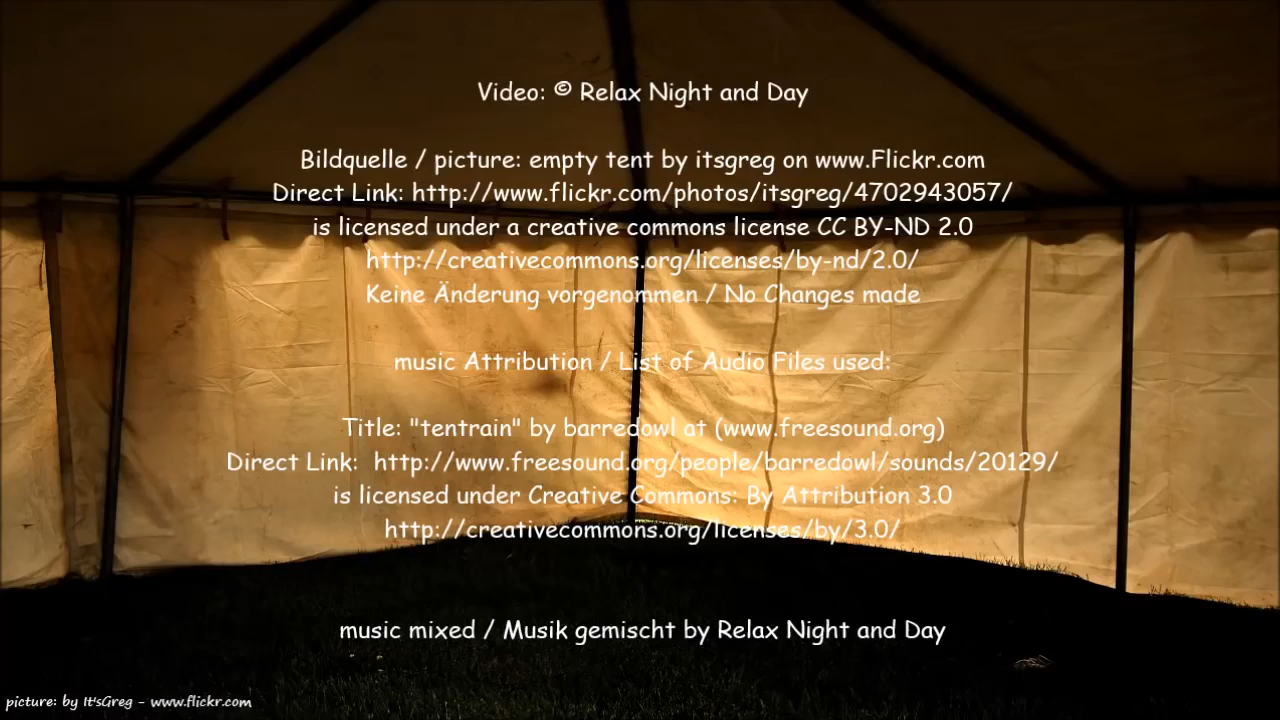 Video: © Relax Night and Day
Bildquelle / picture: empty tent by itsgreg on www.Flickr.com
Direct Link: http://www.flickr.com/photos/itsgreg/4702943057/
is licensed under a creative commons license CC BY-ND 2.0
http://creativecommons.org/licenses/by-nd/2.0/
Keine Änderung vorgenommen / No Changes made
music Attribution / List of Audio Files used:
Title: "tentrain" by barredowl at (www.freesound.org)
Direct Link:  http://www.freesound.org/people/barredowl/sounds/20129/
is licensed under Creative Commons: By Attribution 3.0
http://creativecommons.org/licenses/by/3.0/
music mixed / Musik gemischt by Relax Night and Day
picture: by It'sGreg - www.flickr.com